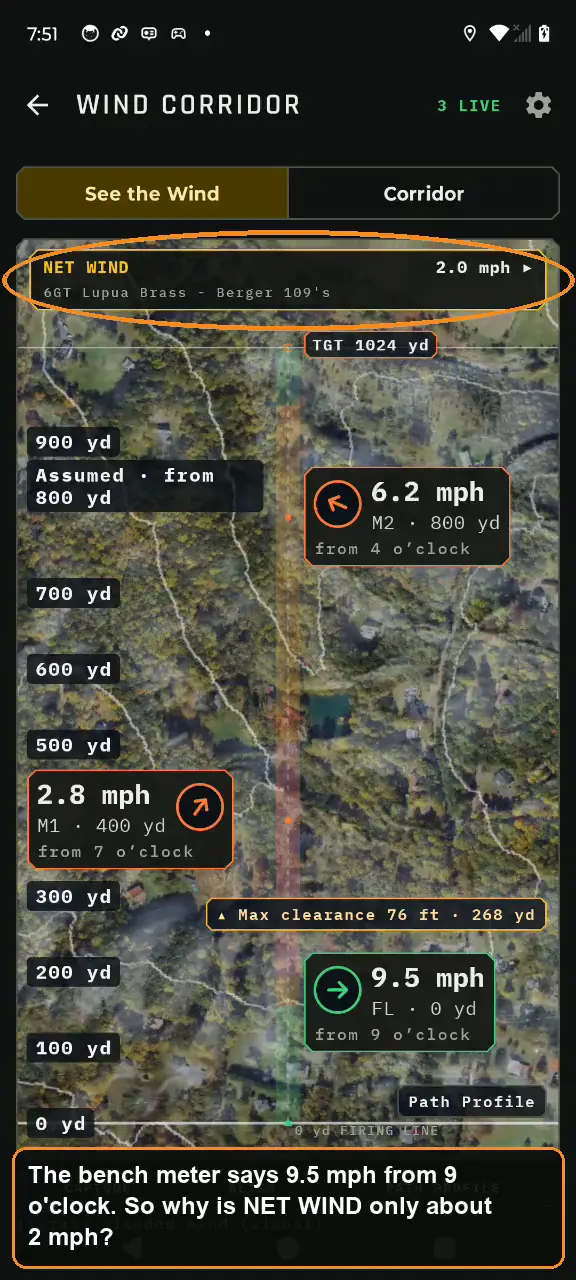 7:51
WIND CORRIDOR
3 LIVE
See the Wind
Corridor
NET WIND
2.0 mph ▸
6GT Lupua Brass - Berger 109's
TGT 1024 yd
900 yd
Assumed · from
800 yd
6.2 mph
M2 · 800 yd
from 4 o’clock
700 yd
600 yd
500 yd
2.8 mph
M1 · 400 yd
from 7 o’clock
300 yd
▴ Max clearance 76 ft · 268 yd
200 yd
9.5 mph
FL · 0 yd
from 9 o’clock
100 yd
Path Profile
0 yd
0 yd FIRING LINE
The bench meter says 9.5 mph from 9
o'clock. So why is NET WIND only about
2 mph?